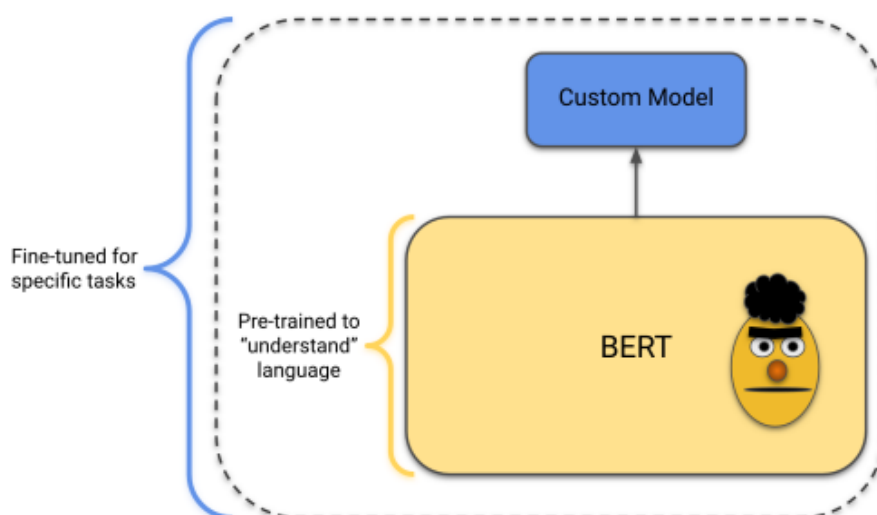 Custom Model
Fine-tuned for
specific tasks
Pre-trained to
“understand”
language
BERT